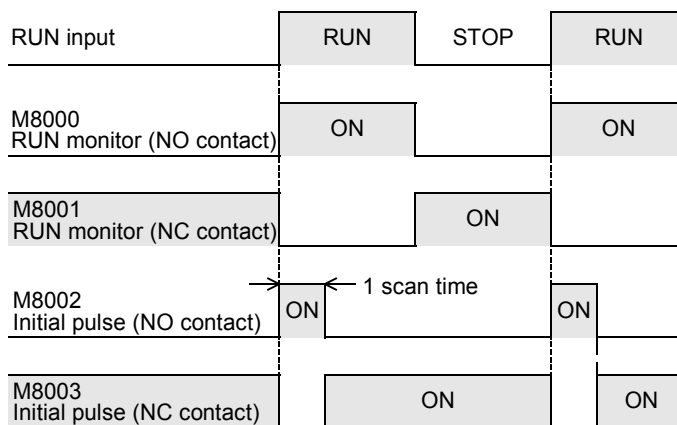 RUN input RUN STOP RUN
M8000
RUN monitor (NO contact) ON ON
M8001
RUN monitor (NC contact) ON
M8002
Initial pulse (NO contact) ON 1 scan time ON
M8003
Initial pulse (NC contact) ON ON